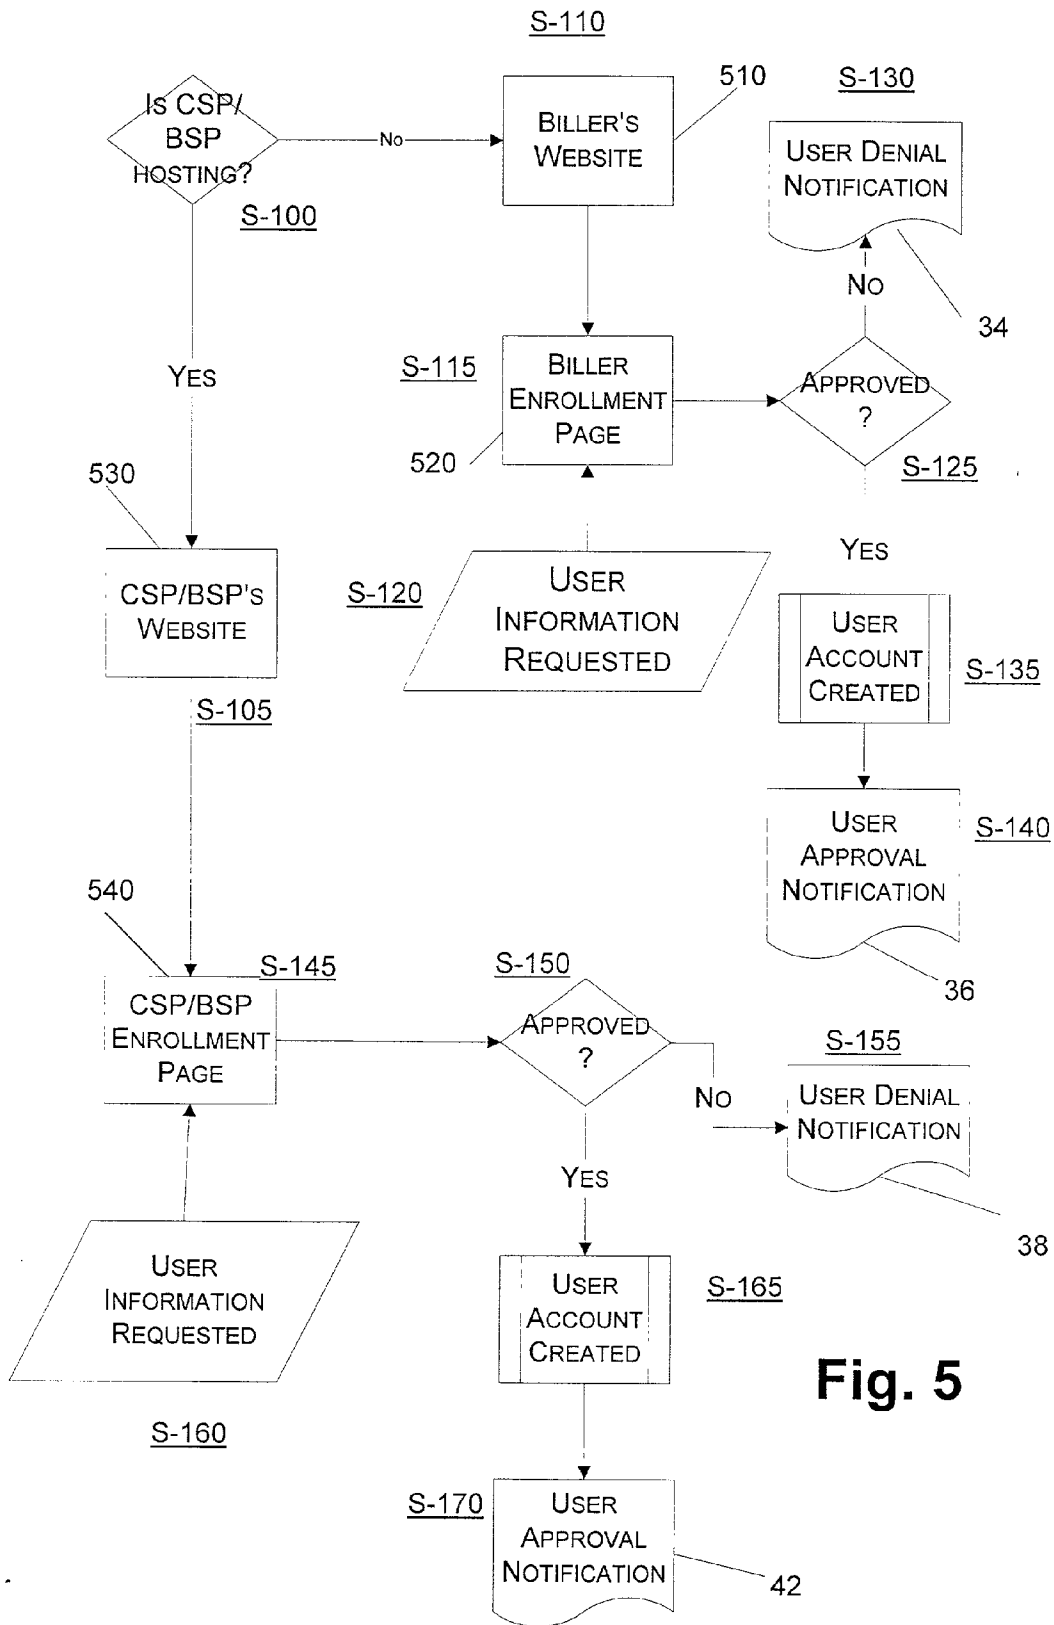 S-110
510
S-130
Is CSP/
BSP
HOSTING?
No
BILLER'S
WEBSITE
USER DENIAL
NOTIFICATION
S-100
No
34
YES
S-115
BILLER
ENROLLMENT
PAGE
APPROVED
?
520
S-125
530
YES
CSP/BSP'S
WEBSITE
S-120
USER
INFORMATION
REQUESTED
USER
ACCOUNT
CREATED
S-135
S-105
USER
APPROVAL
NOTIFICATION
S-140
540
36
S-145
S-150
CSP/BSP
ENROLLMENT
PAGE
APPROVED
?
S-155
No
USER DENIAL
NOTIFICATION
YES
38
USER
INFORMATION
REQUESTED
USER
ACCOUNT
CREATED
S-165
Fig. 5
S-160
S-170
USER
APPROVAL
NOTIFICATION
42